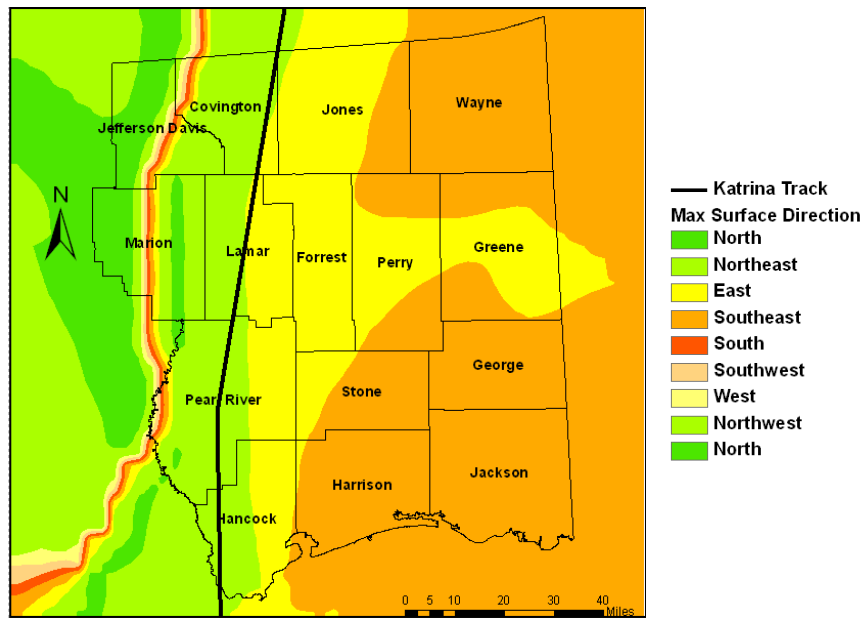 Covington
Jones
Wayne
Jefferson Davis
N
Marion
Lamar
Forrest
Perry
Greene
Pearl River
Stone
George
Hancock
Harrison
Jackson
0 5 10 20 30 40
Miles
Katrina Track
Max Surface Direction
North
Northeast
East
Southeast
South
Southwest
West
Northwest
North